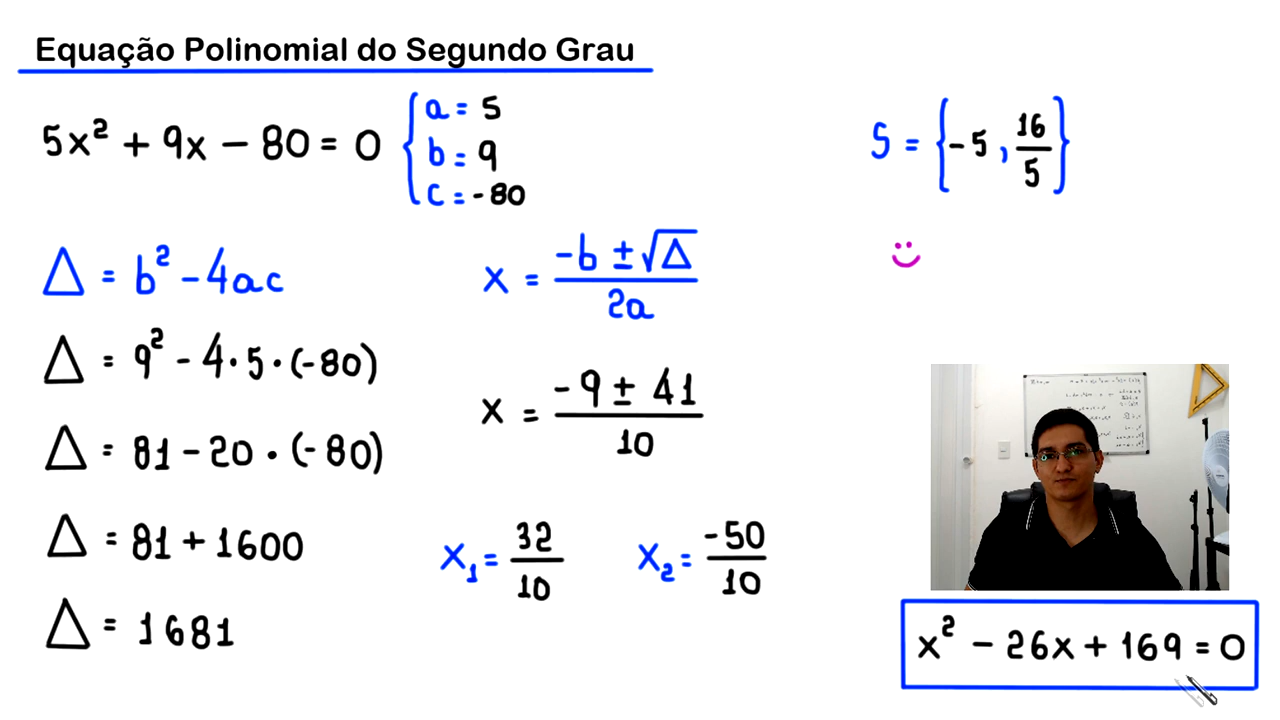 Equação Polinomial do Segundo Grau
5x² + 9x - 80 = 0
a = 5
b = 9
c = -80
S = {-5, 16/5}
Δ = b² - 4ac
Δ = 9² - 4·5·(-80)
Δ = 81 - 20·(-80)
Δ = 81 + 1600
Δ = 1681
x = (-b ± √Δ)/2a
x = (-9 ± 41)/10
x₁ = 32/10
x₂ = -50/10
x² - 26x + 169 = 0